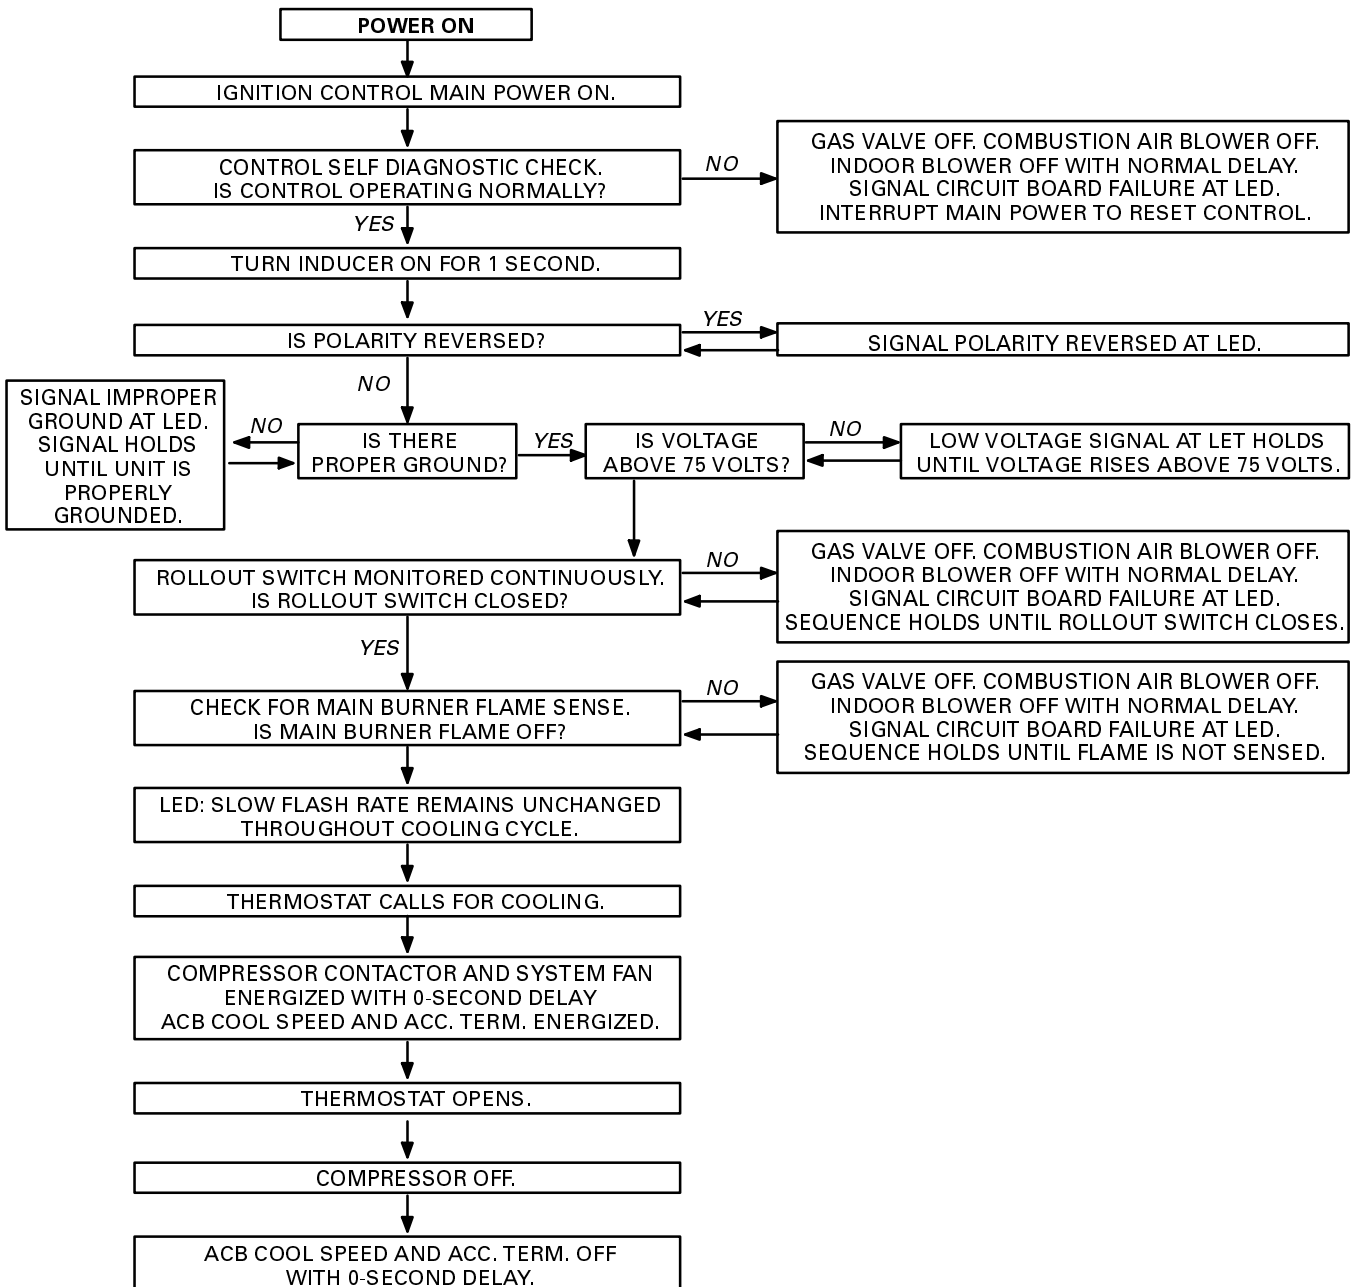 POWER ON
IGNITION CONTROL MAIN POWER ON.
CONTROL SELF DIAGNOSTIC CHECK.
IS CONTROL OPERATING NORMALLY?
NO
GAS VALVE OFF. COMBUSTION AIR BLOWER OFF.
INDOOR BLOWER OFF WITH NORMAL DELAY.
SIGNAL CIRCUIT BOARD FAILURE AT LED.
INTERRUPT MAIN POWER TO RESET CONTROL.
YES
TURN INDUCER ON FOR 1 SECOND.
IS POLARITY REVERSED?
YES
SIGNAL POLARITY REVERSED AT LED.
NO
SIGNAL IMPROPER
GROUND AT LED.
SIGNAL HOLDS
UNTIL UNIT IS
PROPERLY
GROUNDED.
NO
IS THERE
PROPER GROUND?
YES
IS VOLTAGE
ABOVE 75 VOLTS?
NO
LOW VOLTAGE SIGNAL AT LET HOLDS
UNTIL VOLTAGE RISES ABOVE 75 VOLTS.
ROLLOUT SWITCH MONITORED CONTINUOUSLY.
IS ROLLOUT SWITCH CLOSED?
NO
GAS VALVE OFF. COMBUSTION AIR BLOWER OFF.
INDOOR BLOWER OFF WITH NORMAL DELAY.
SIGNAL CIRCUIT BOARD FAILURE AT LED.
SEQUENCE HOLDS UNTIL ROLLOUT SWITCH CLOSES.
YES
CHECK FOR MAIN BURNER FLAME SENSE.
IS MAIN BURNER FLAME OFF?
NO
GAS VALVE OFF. COMBUSTION AIR BLOWER OFF.
INDOOR BLOWER OFF WITH NORMAL DELAY.
SIGNAL CIRCUIT BOARD FAILURE AT LED.
SEQUENCE HOLDS UNTIL FLAME IS NOT SENSED.
LED: SLOW FLASH RATE REMAINS UNCHANGED
THROUGHOUT COOLING CYCLE.
THERMOSTAT CALLS FOR COOLING.
COMPRESSOR CONTACTOR AND SYSTEM FAN
ENERGIZED WITH 0-SECOND DELAY
ACB COOL SPEED AND ACC. TERM. ENERGIZED.
THERMOSTAT OPENS.
COMPRESSOR OFF.
ACB COOL SPEED AND ACC. TERM. OFF
WITH 0-SECOND DELAY.